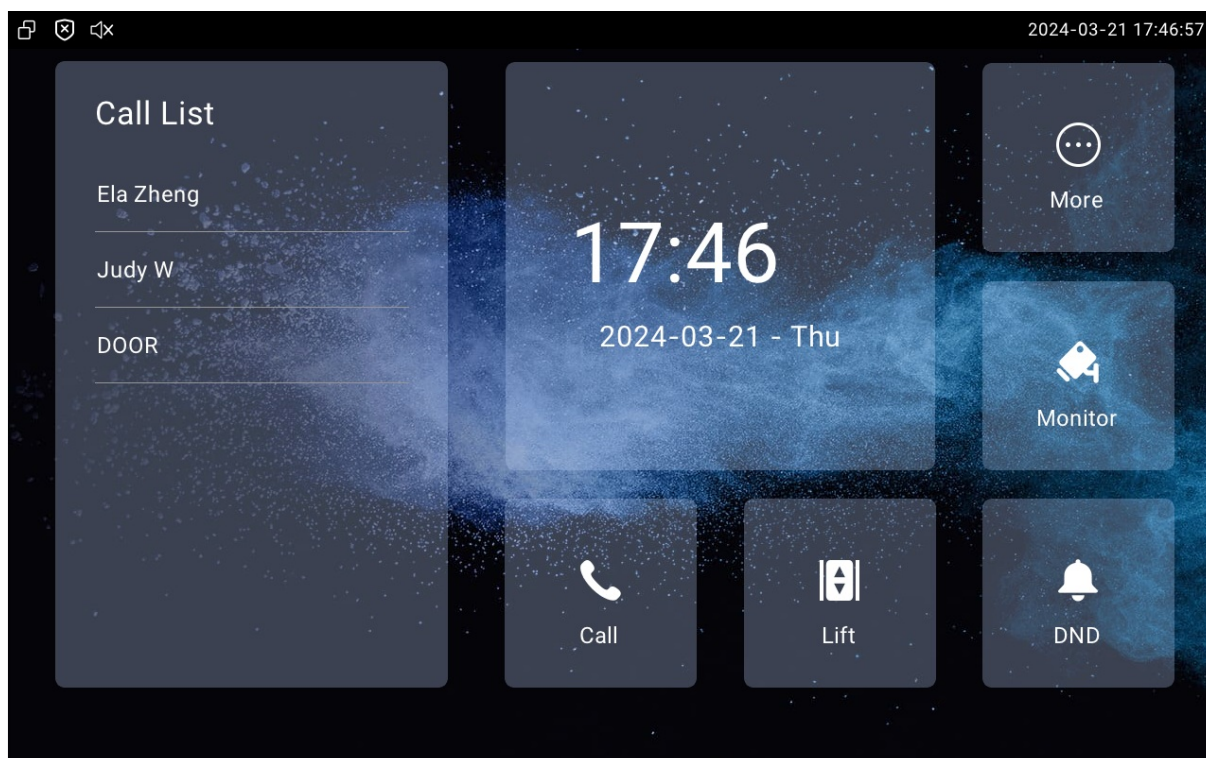 2024-03-21 17:46:57
Call List
Ela Zheng
Judy W
DOOR
17:46
2024-03-21 - Thu
More
Monitor
Call
Lift
DND